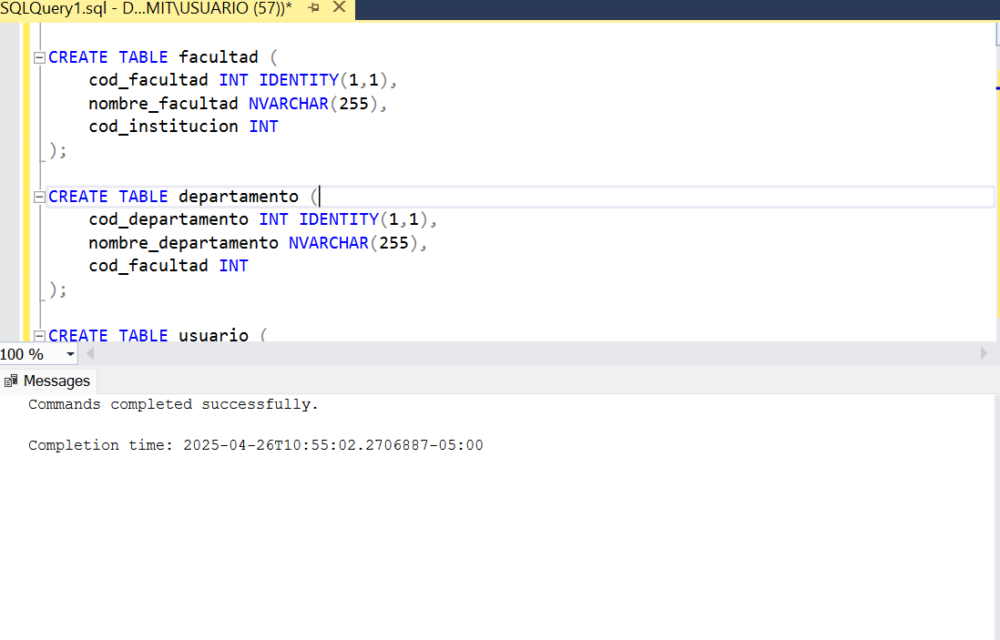 SQLQuery1.sql - D...MIT\USUARIO (57))*
CREATE TABLE facultad (
cod_facultad INT IDENTITY(1,1),
nombre_facultad NVARCHAR(255),
cod_institucion INT
);
CREATE TABLE departamento (
cod_departamento INT IDENTITY(1,1),
nombre_departamento NVARCHAR(255),
cod_facultad INT
);
CREATE TABLE usuario (
100 %
Messages
Commands completed successfully.
Completion time: 2025-04-26T10:55:02.2706887-05:00